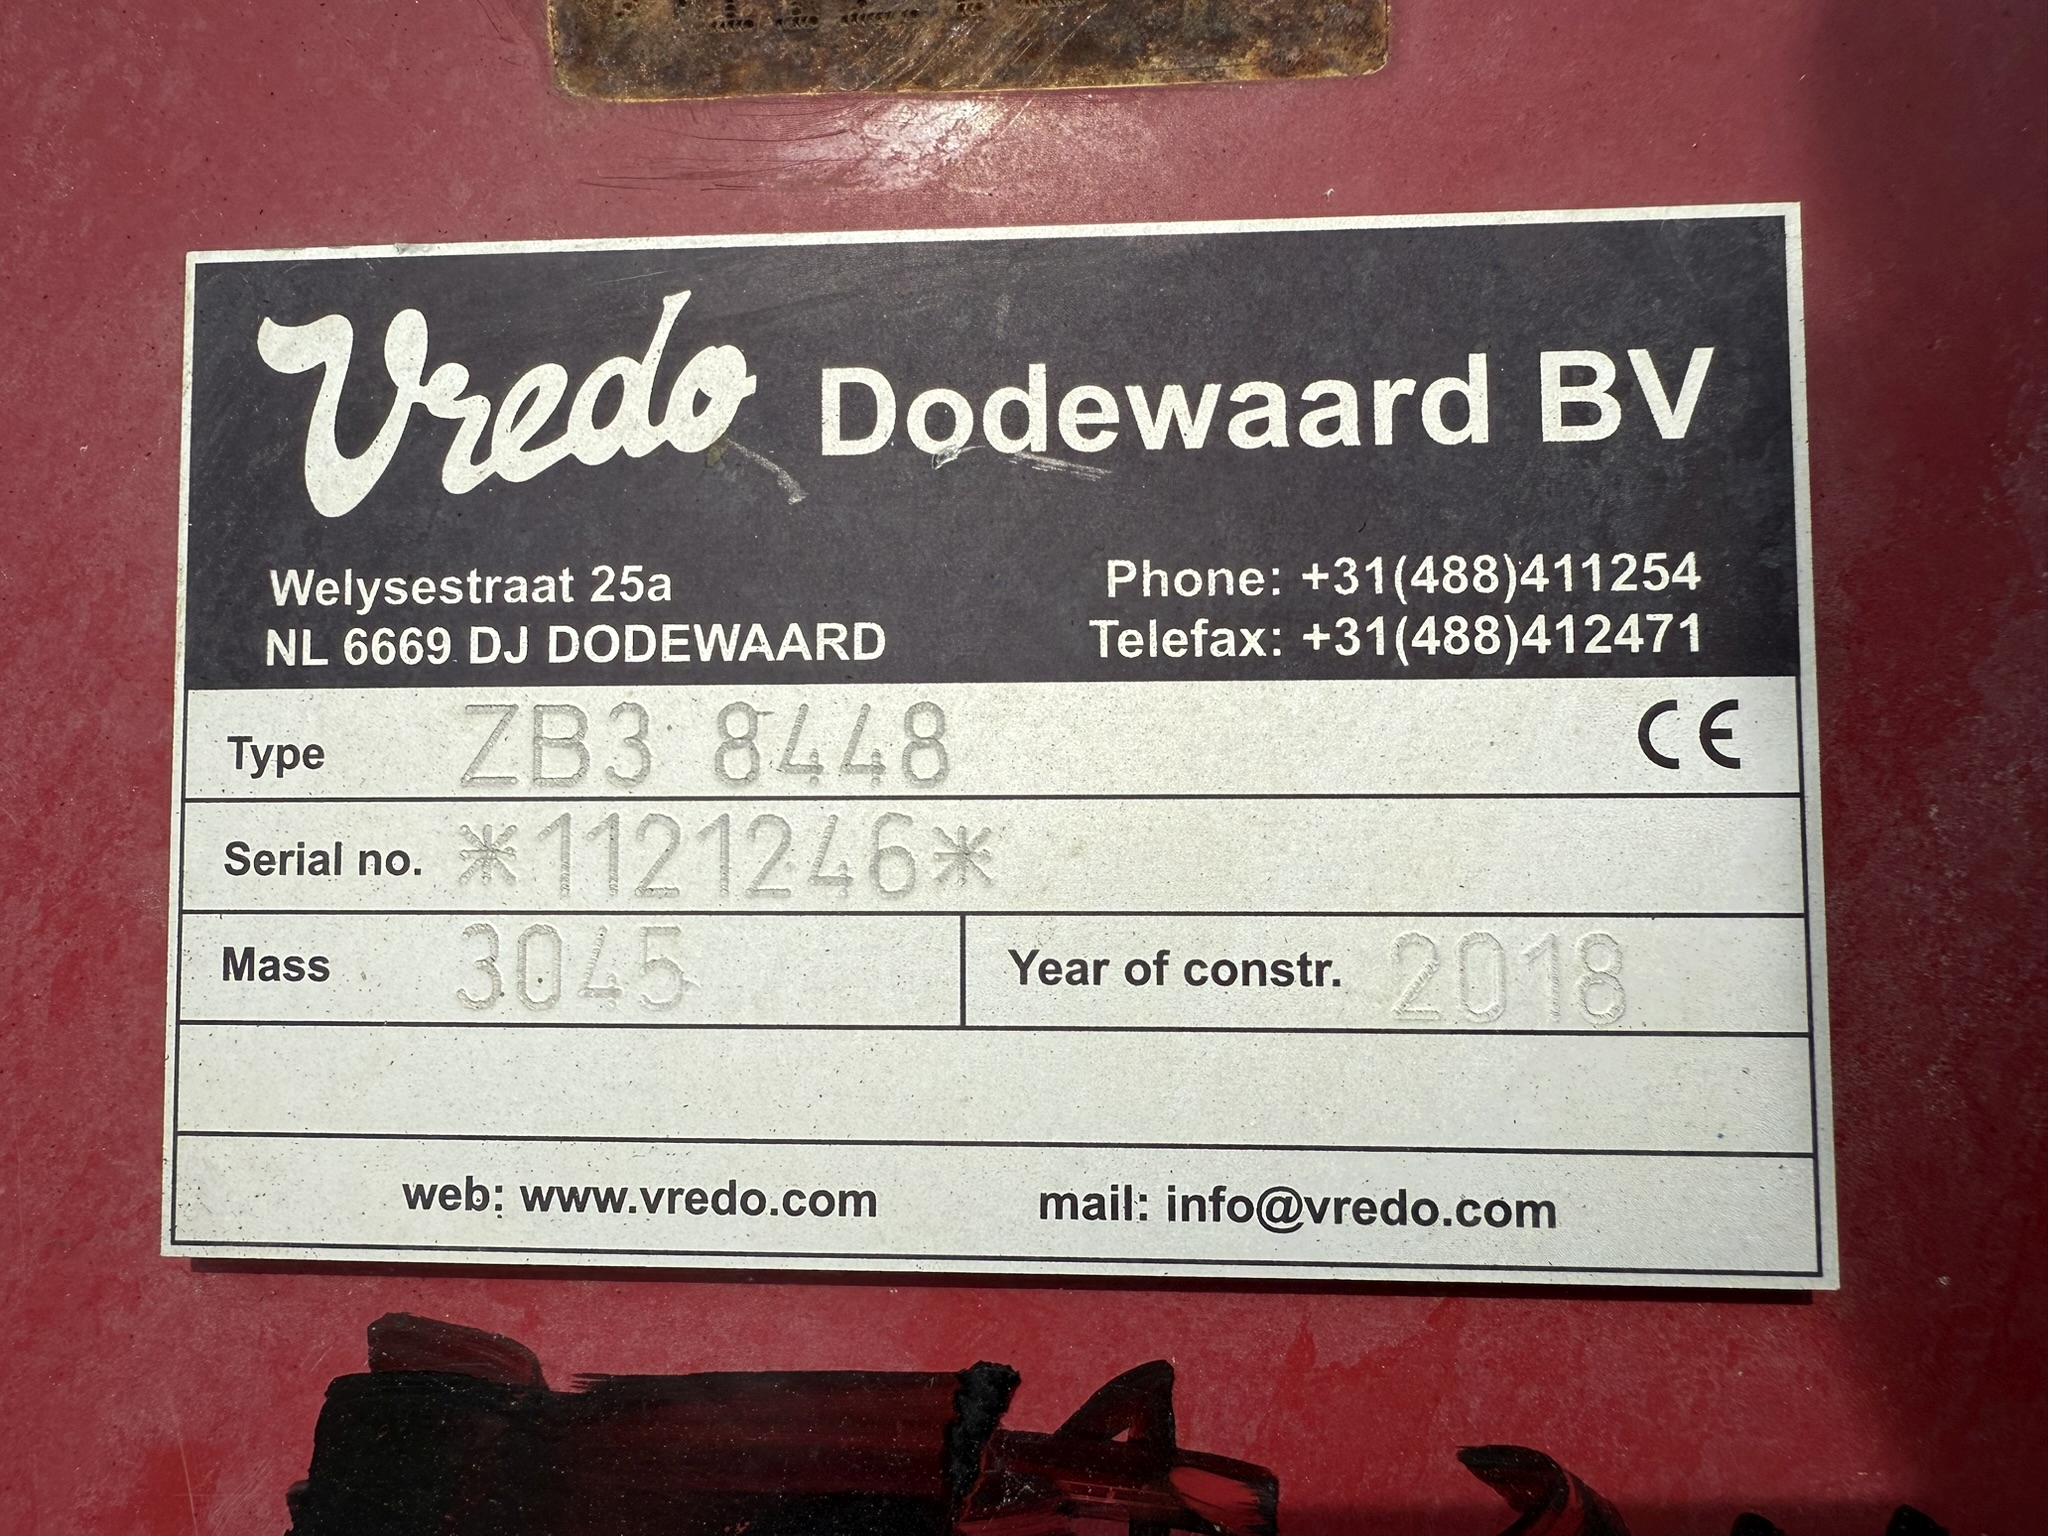 Vredo Dodewaard BV
Welysestraat 25a
NL 6669 DJ DODEWAARD
Phone: +31(488)411254
Telefax: +31(488)412471
Type ZB3 8448 CE
Serial no. *1121246*
Mass 3045 Year of constr. 2018
web: www.vredo.com mail: info@vredo.com